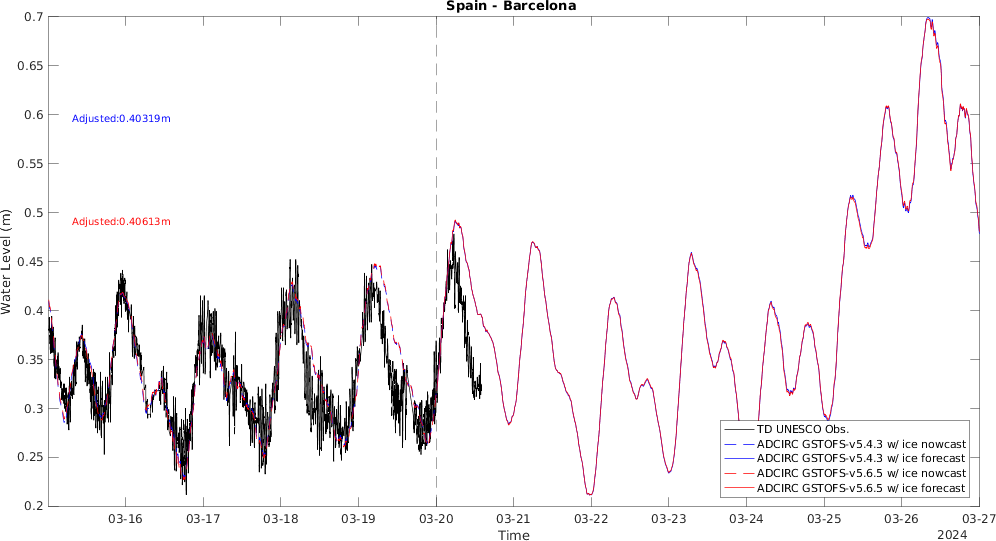 Spain - Barcelona
Water Level (m)
0.7
0.65
0.6
0.55
0.5
0.45
0.4
0.35
0.3
0.25
0.2
Adjusted:0.40319m
Adjusted:0.40613m
TD UNESCO Obs.
ADCIRC GSTOFS-v5.4.3 w/ ice nowcast
ADCIRC GSTOFS-v5.4.3 w/ ice forecast
ADCIRC GSTOFS-v5.6.5 w/ ice nowcast
ADCIRC GSTOFS-v5.6.5 w/ ice forecast
03-16 03-17 03-18 03-19 03-20 03-21 03-22 03-23 03-24 03-25 03-26 03-27
Time
2024